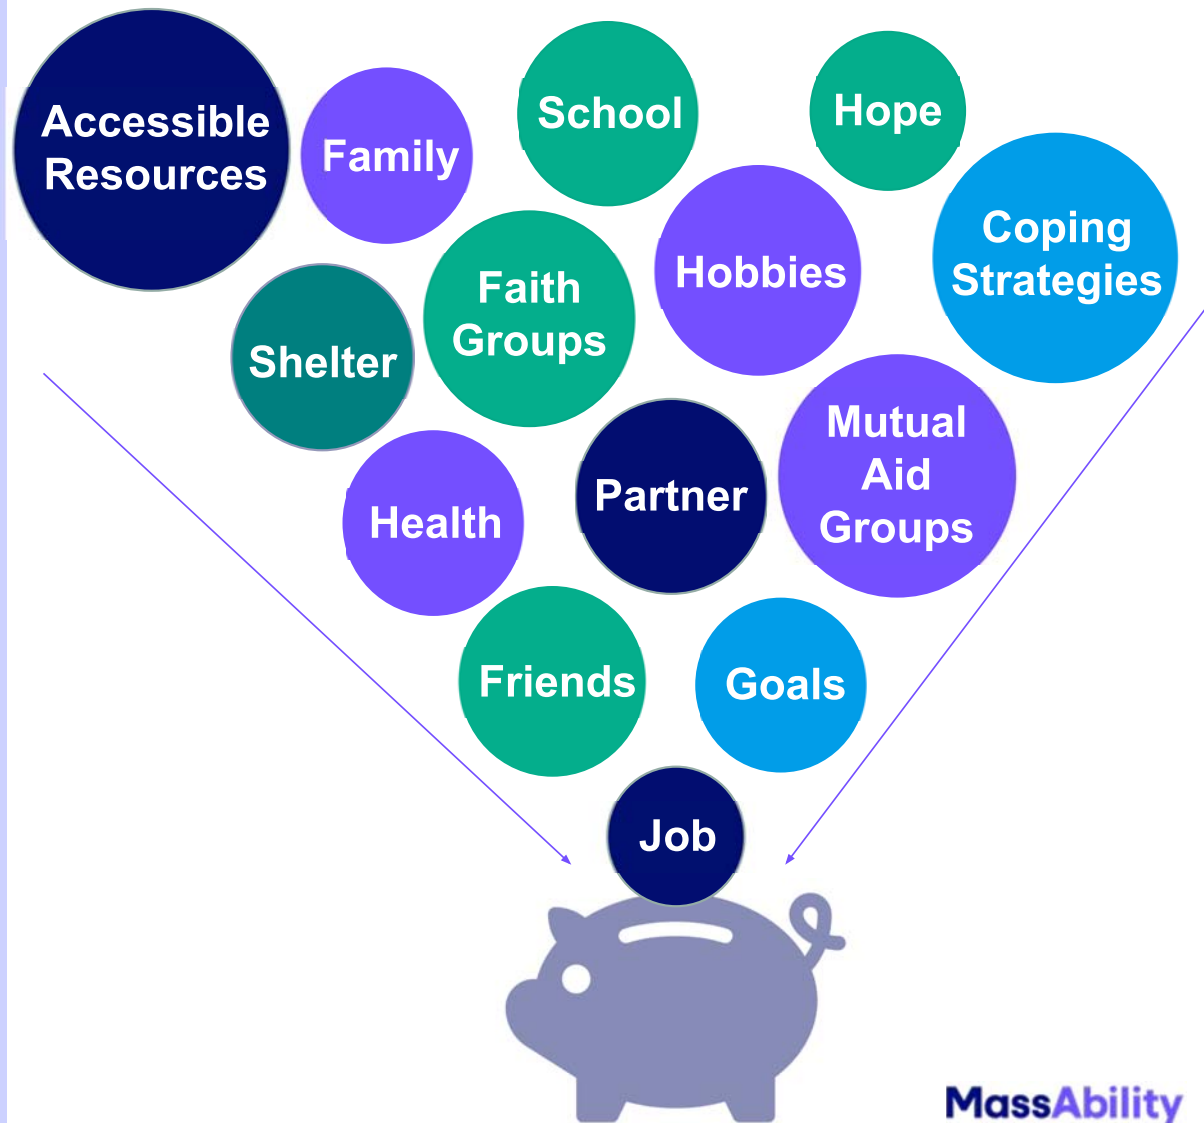 Accessible
Resources
Family
School
Hope
Coping
Strategies
Hobbies
Faith
Groups
Shelter
Mutual
Aid
Groups
Partner
Health
Friends
Goals
Job
MassAbility